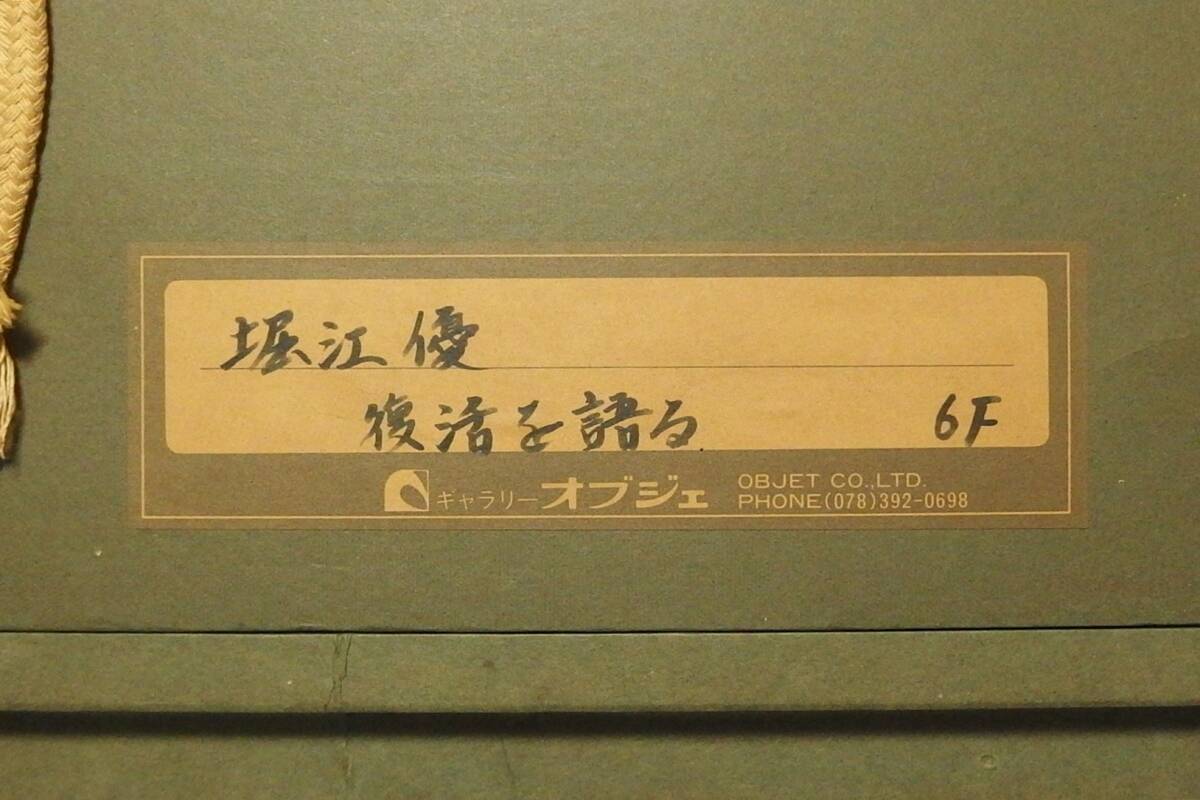 堀江優
復活を語る 6F
ギャラリーオブジェ OBJET CO.,LTD.
PHONE(078)392-0698